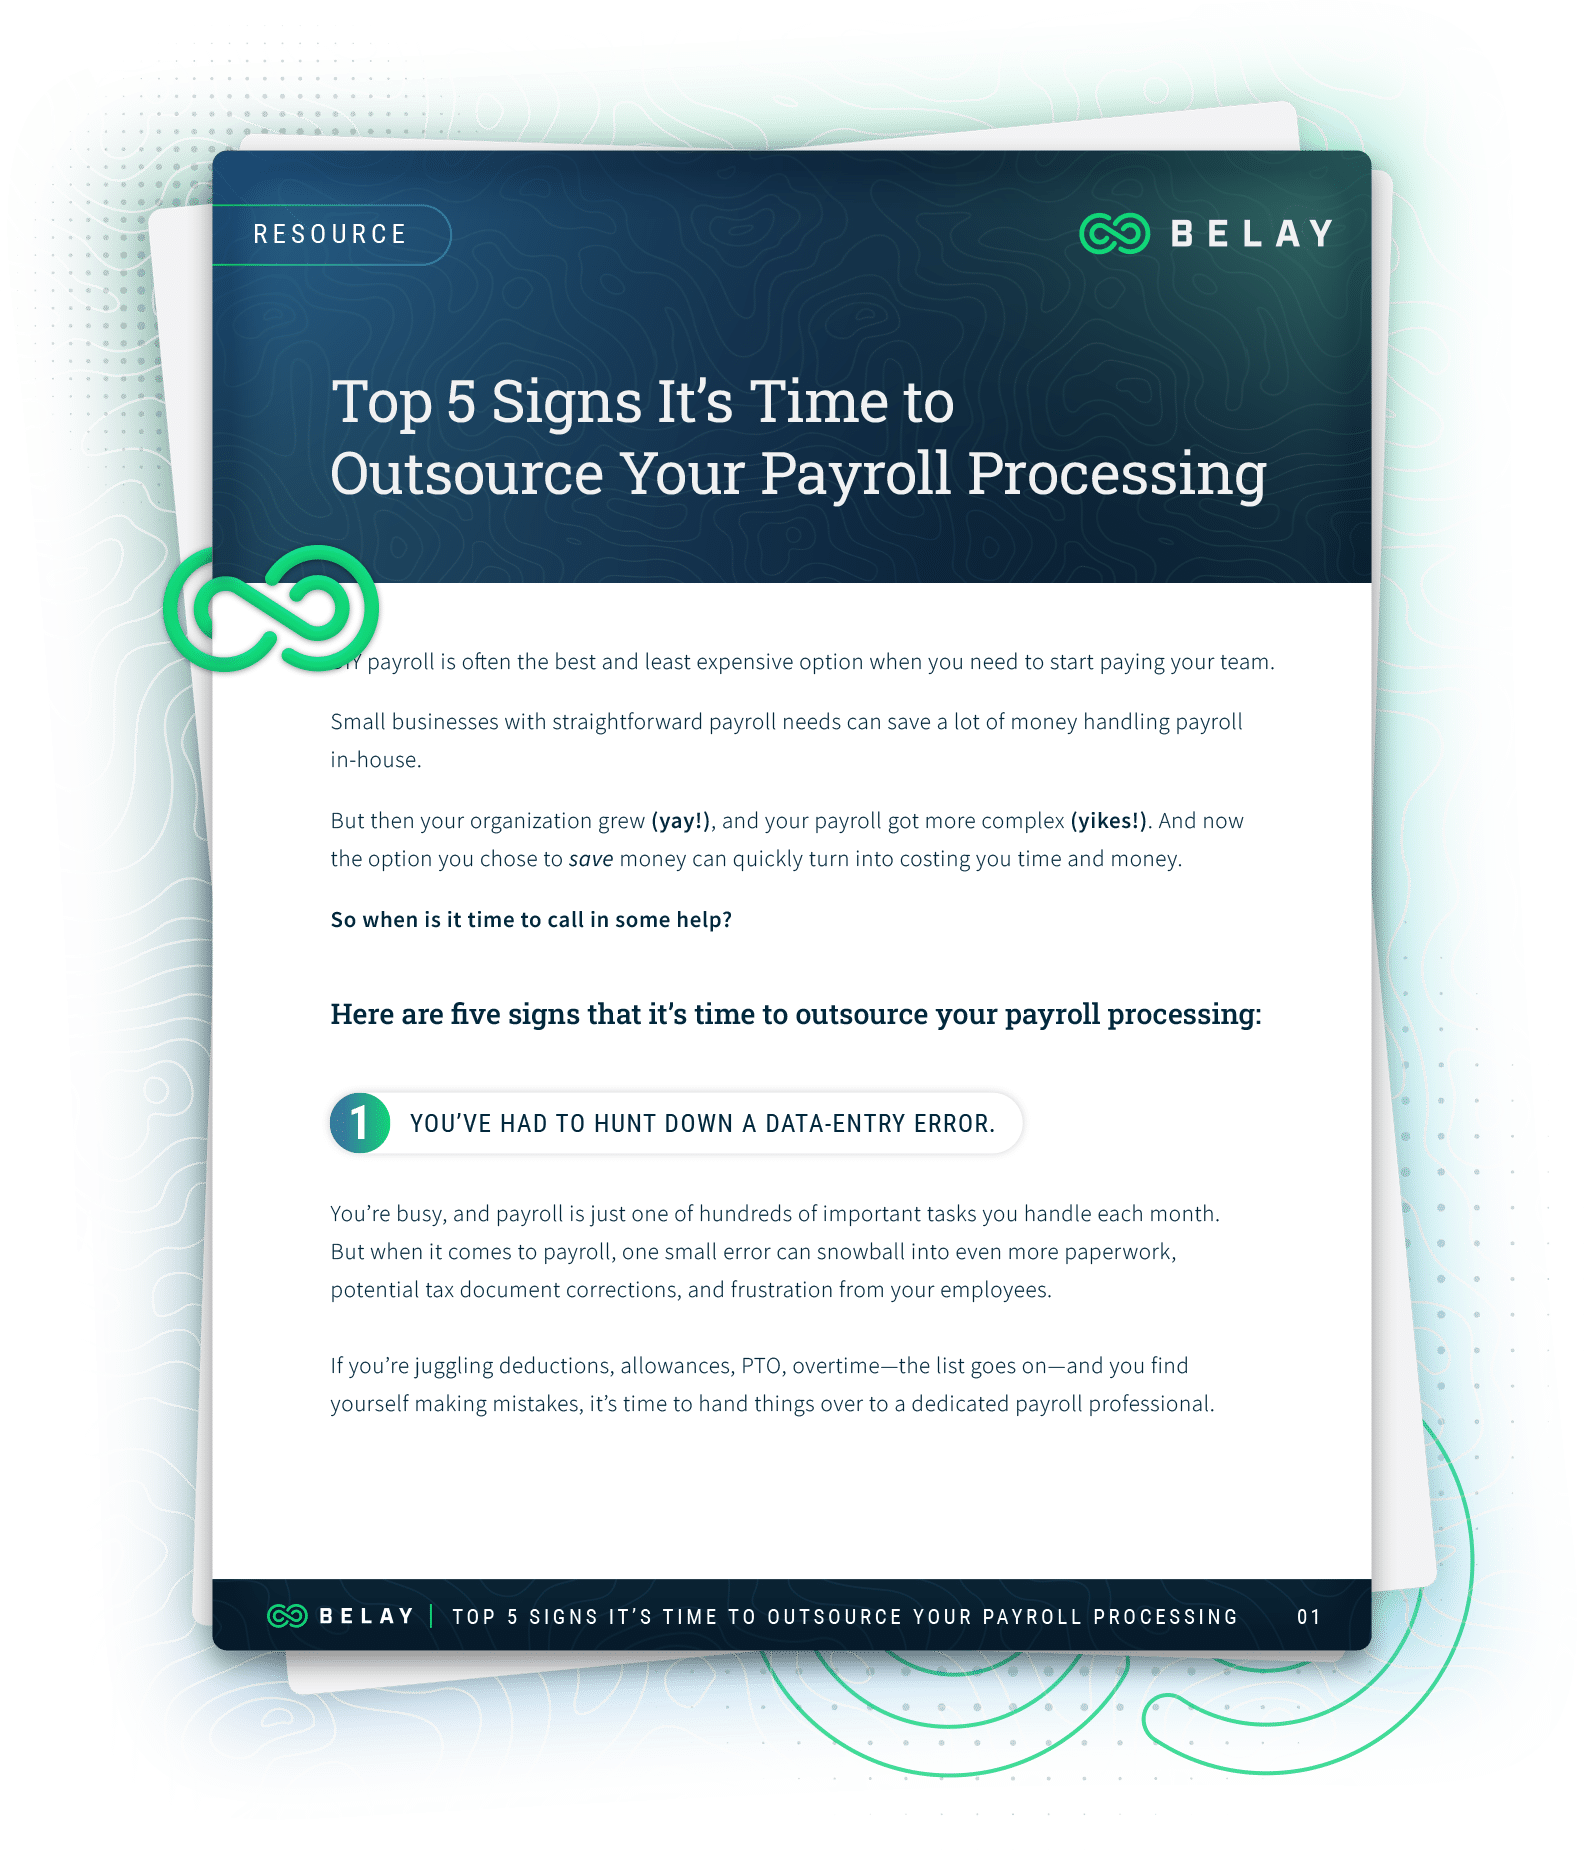 RESOURCE
BELAY
Top 5 Signs It’s Time to
Outsource Your Payroll Processing
payroll is often the best and least expensive option when you need to start paying your team.
Small businesses with straightforward payroll needs can save a lot of money handling payroll
in-house.
But then your organization grew (yay!), and your payroll got more complex (yikes!). And now
the option you chose to save money can quickly turn into costing you time and money.
So when is it time to call in some help?
Here are five signs that it’s time to outsource your payroll processing:
1 YOU’VE HAD TO HUNT DOWN A DATA-ENTRY ERROR.
You’re busy, and payroll is just one of hundreds of important tasks you handle each month.
But when it comes to payroll, one small error can snowball into even more paperwork,
potential tax document corrections, and frustration from your employees.
If you’re juggling deductions, allowances, PTO, overtime—the list goes on—and you find
yourself making mistakes, it’s time to hand things over to a dedicated payroll professional.
BELAY | TOP 5 SIGNS IT’S TIME TO OUTSOURCE YOUR PAYROLL PROCESSING 01